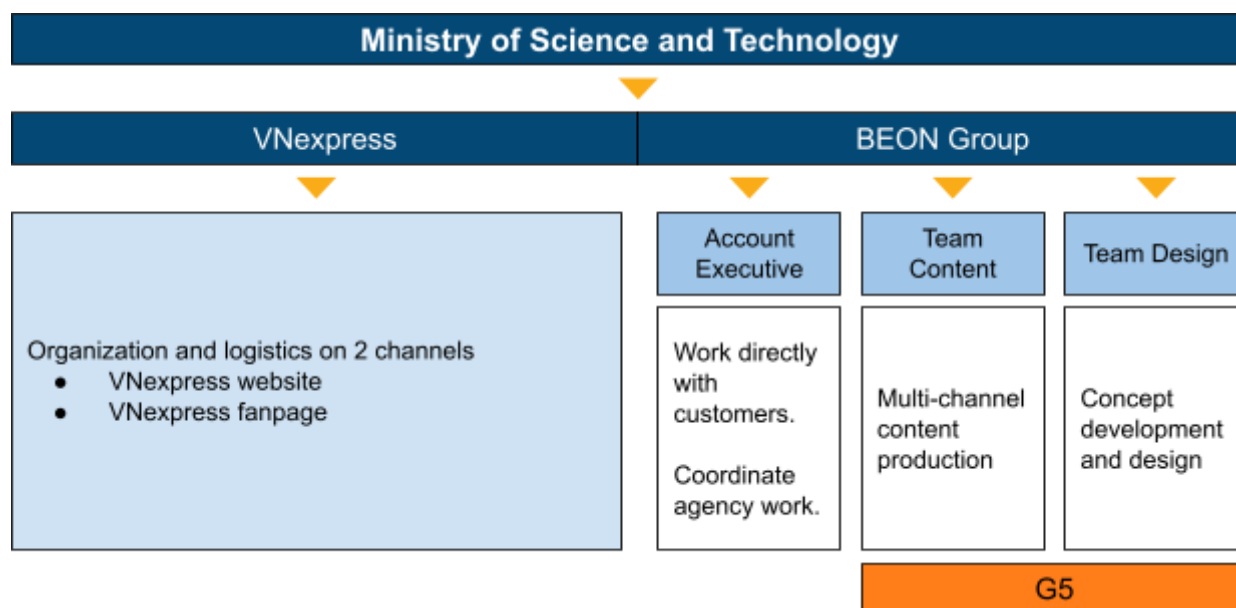 Ministry of Science and Technology
VNexpress
BEON Group
Organization and logistics on 2 channels
● VNexpress website
● VNexpress fanpage
Account
Executive
Work directly
with
customers.
Coordinate
agency work.
Team
Content
Multi-channel
content
production
Team Design
Concept
development
and design
G5